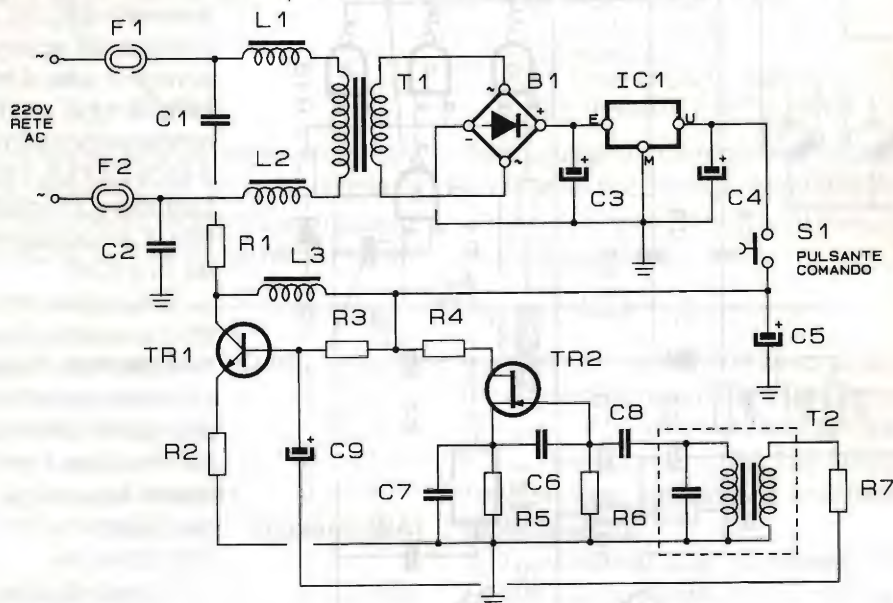 F1
L1
~
T1
B1
IC1
~
+
E
U
220V
RETE
AC
C1
-
M
+
+
F2
L2
~
C3
C4
~
S1
C2
R1
L3
PULSANTE
COMANDO
R3
R4
+
C5
TR1
TR2
C8
T2
R2
+
C9
C7
C6
R5
R6
R7